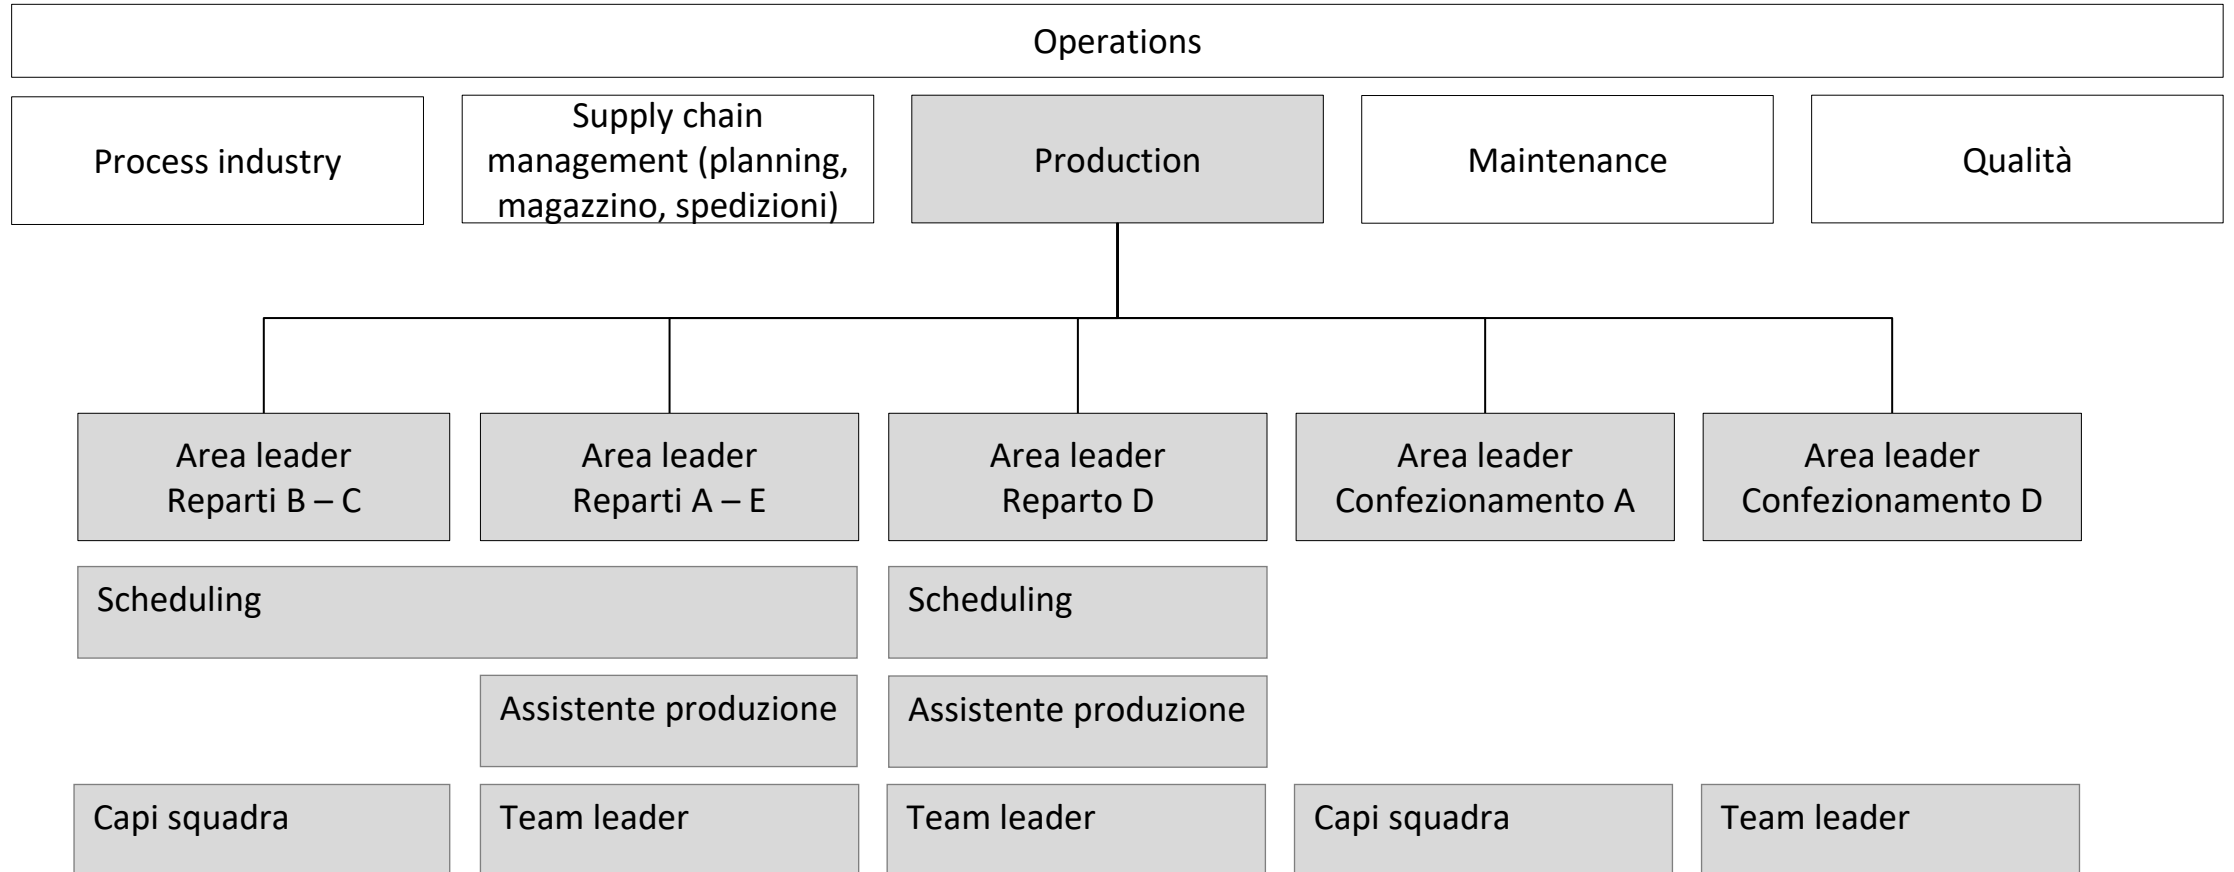 Operations
Process industry
Supply chain
management (planning,
magazzino, spedizioni)
Production
Maintenance
Qualità
Area leader
Reparti B – C
Area leader
Reparti A – E
Area leader
Reparto D
Area leader
Confezionamento A
Area leader
Confezionamento D
Scheduling
Scheduling
Assistente produzione
Assistente produzione
Capi squadra
Team leader
Team leader
Capi squadra
Team leader